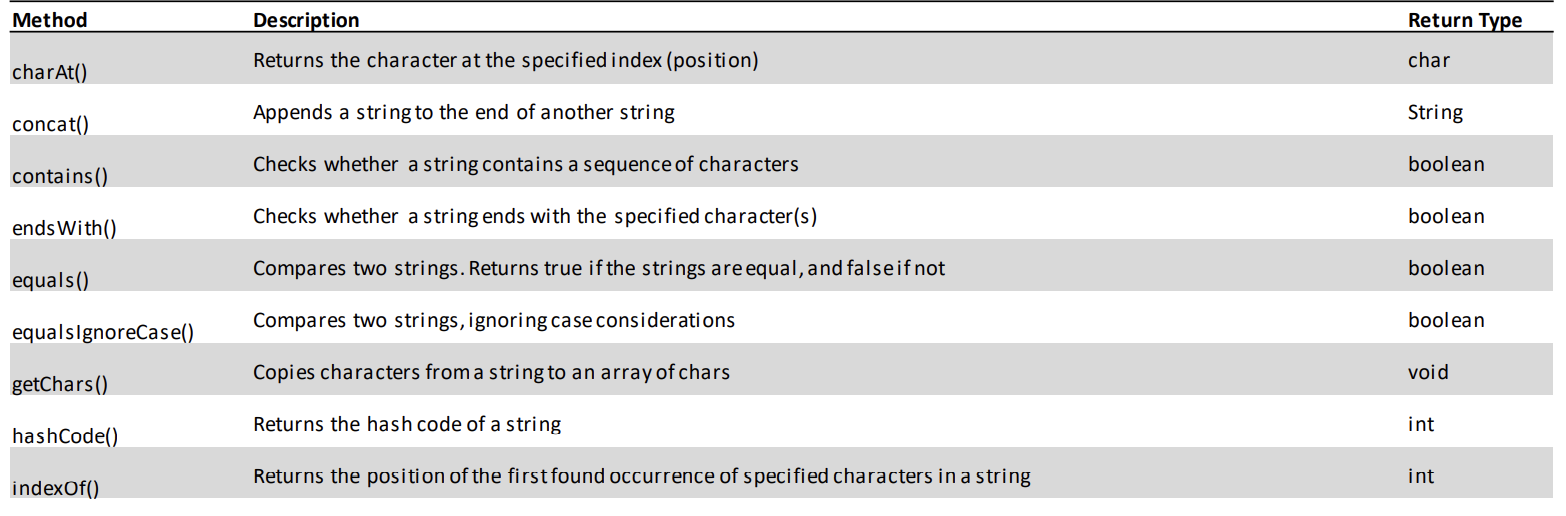 Method Description Return Type
charAt() Returns the character at the specified index (position) char
concat() Appends a string to the end of another string String
contains() Checks whether a string contains a sequence of characters boolean
endsWith() Checks whether a string ends with the specified character(s) boolean
equals() Compares two strings. Returns true if the strings are equal, and false if not boolean
equalsIgnoreCase() Compares two strings, ignoring case considerations boolean
getChars() Copies characters from a string to an array of chars void
hashCode() Returns the hash code of a string int
indexOf() Returns the position of the first found occurrence of specified characters in a string int